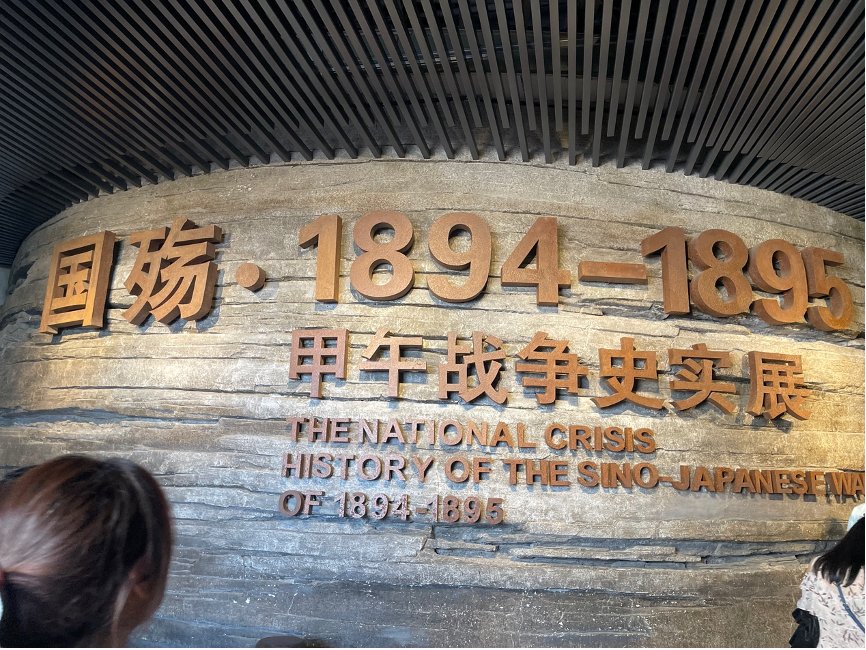 国殇·1894—1895
甲午战争史实展
THE NATIONAL CRISIS
HISTORY OF THE SINO-JAPANESE WA
OF 1894-1895